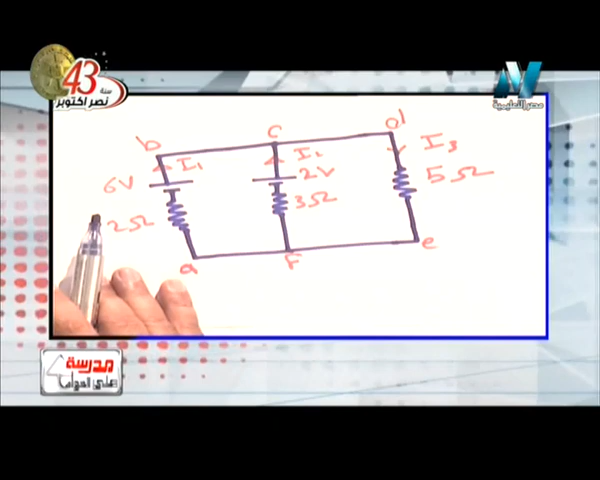 43 سنة
نصر اكتوبر
مصر التعليمية
b
c
d
I₁
I₂
I₃
6V
2V
5Ω
2Ω
3Ω
a
f
e
مدرسة
على الهواء